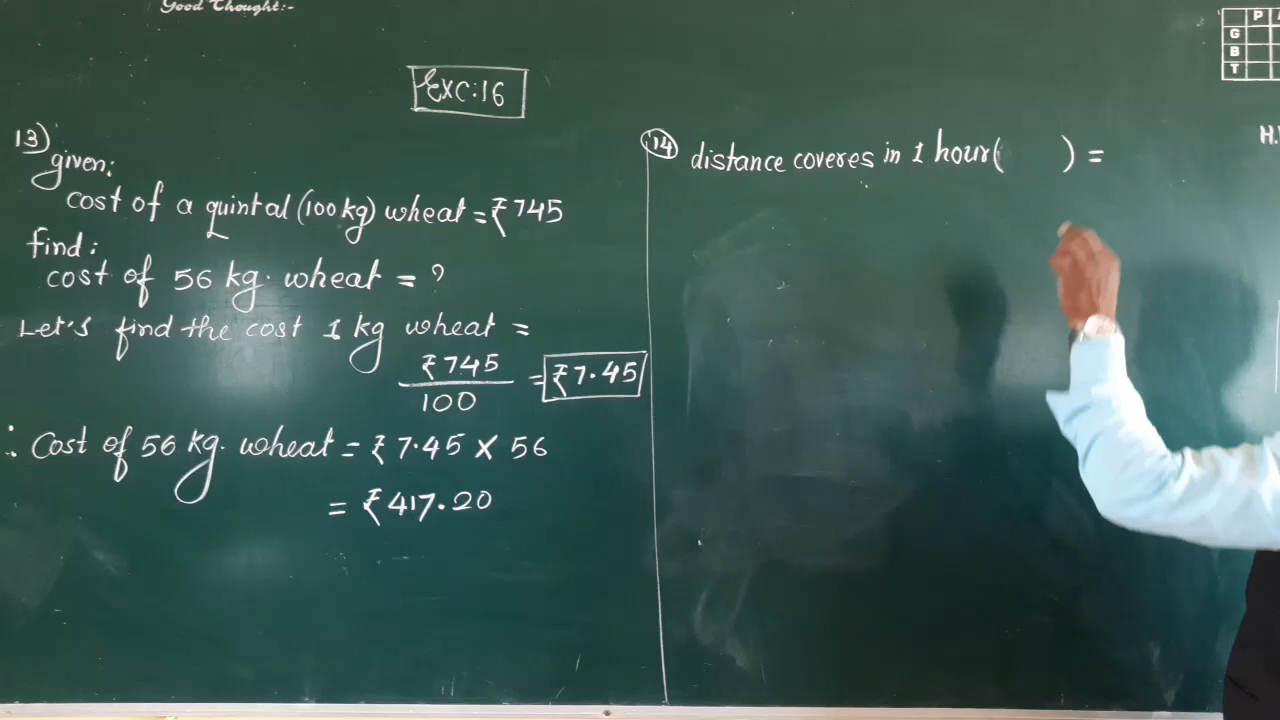 Good Thought:-
Exc:16
13)
given:
cost of a quintal (100 kg) wheat = ₹745
find:
cost of 56 kg. wheat = ?
Let's find the cost 1 kg wheat =
₹745
100
= ₹7.45
∴ Cost of 56 kg. wheat = ₹7.45 × 56
= ₹417.20
14 distance coveres in 1 hour( ) =
P
G
B
T
H.